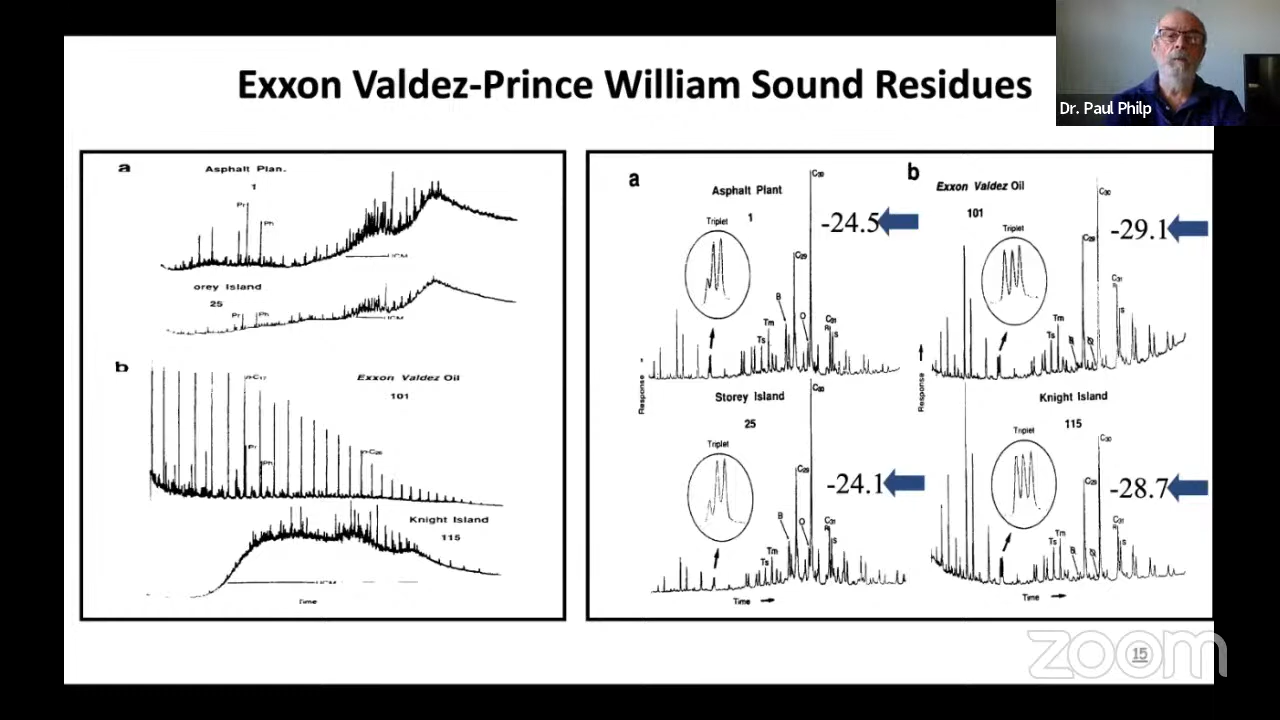 Exxon Valdez-Prince William Sound Residues
Dr. Paul Philp
a
Asphalt Plan.
1
Pr
Ph
UCM
orey Island
25
Pr
Ph
UCM
b
n-C17
Exxon Valdez Oil
101
Pr
Ph
Knight Island
115
UCM
Time
a
Asphalt Plant
1
C30
-24.5
Triplet
C29
B
O
Tm
Ts
C31
R
S
Response
Storey Island
25
C30
Triplet
C29
-24.1
B
O
Tm
Ts
C31
R
S
Time
b
Exxon Valdez Oil
101
C30
-29.1
Triplet
C29
C31
S
Tm
Ts
B
O
Response
Knight Island
115
Triplet
C30
C29
-28.7
C31
S
Tm
Ts
B
O
Time
zoom
15